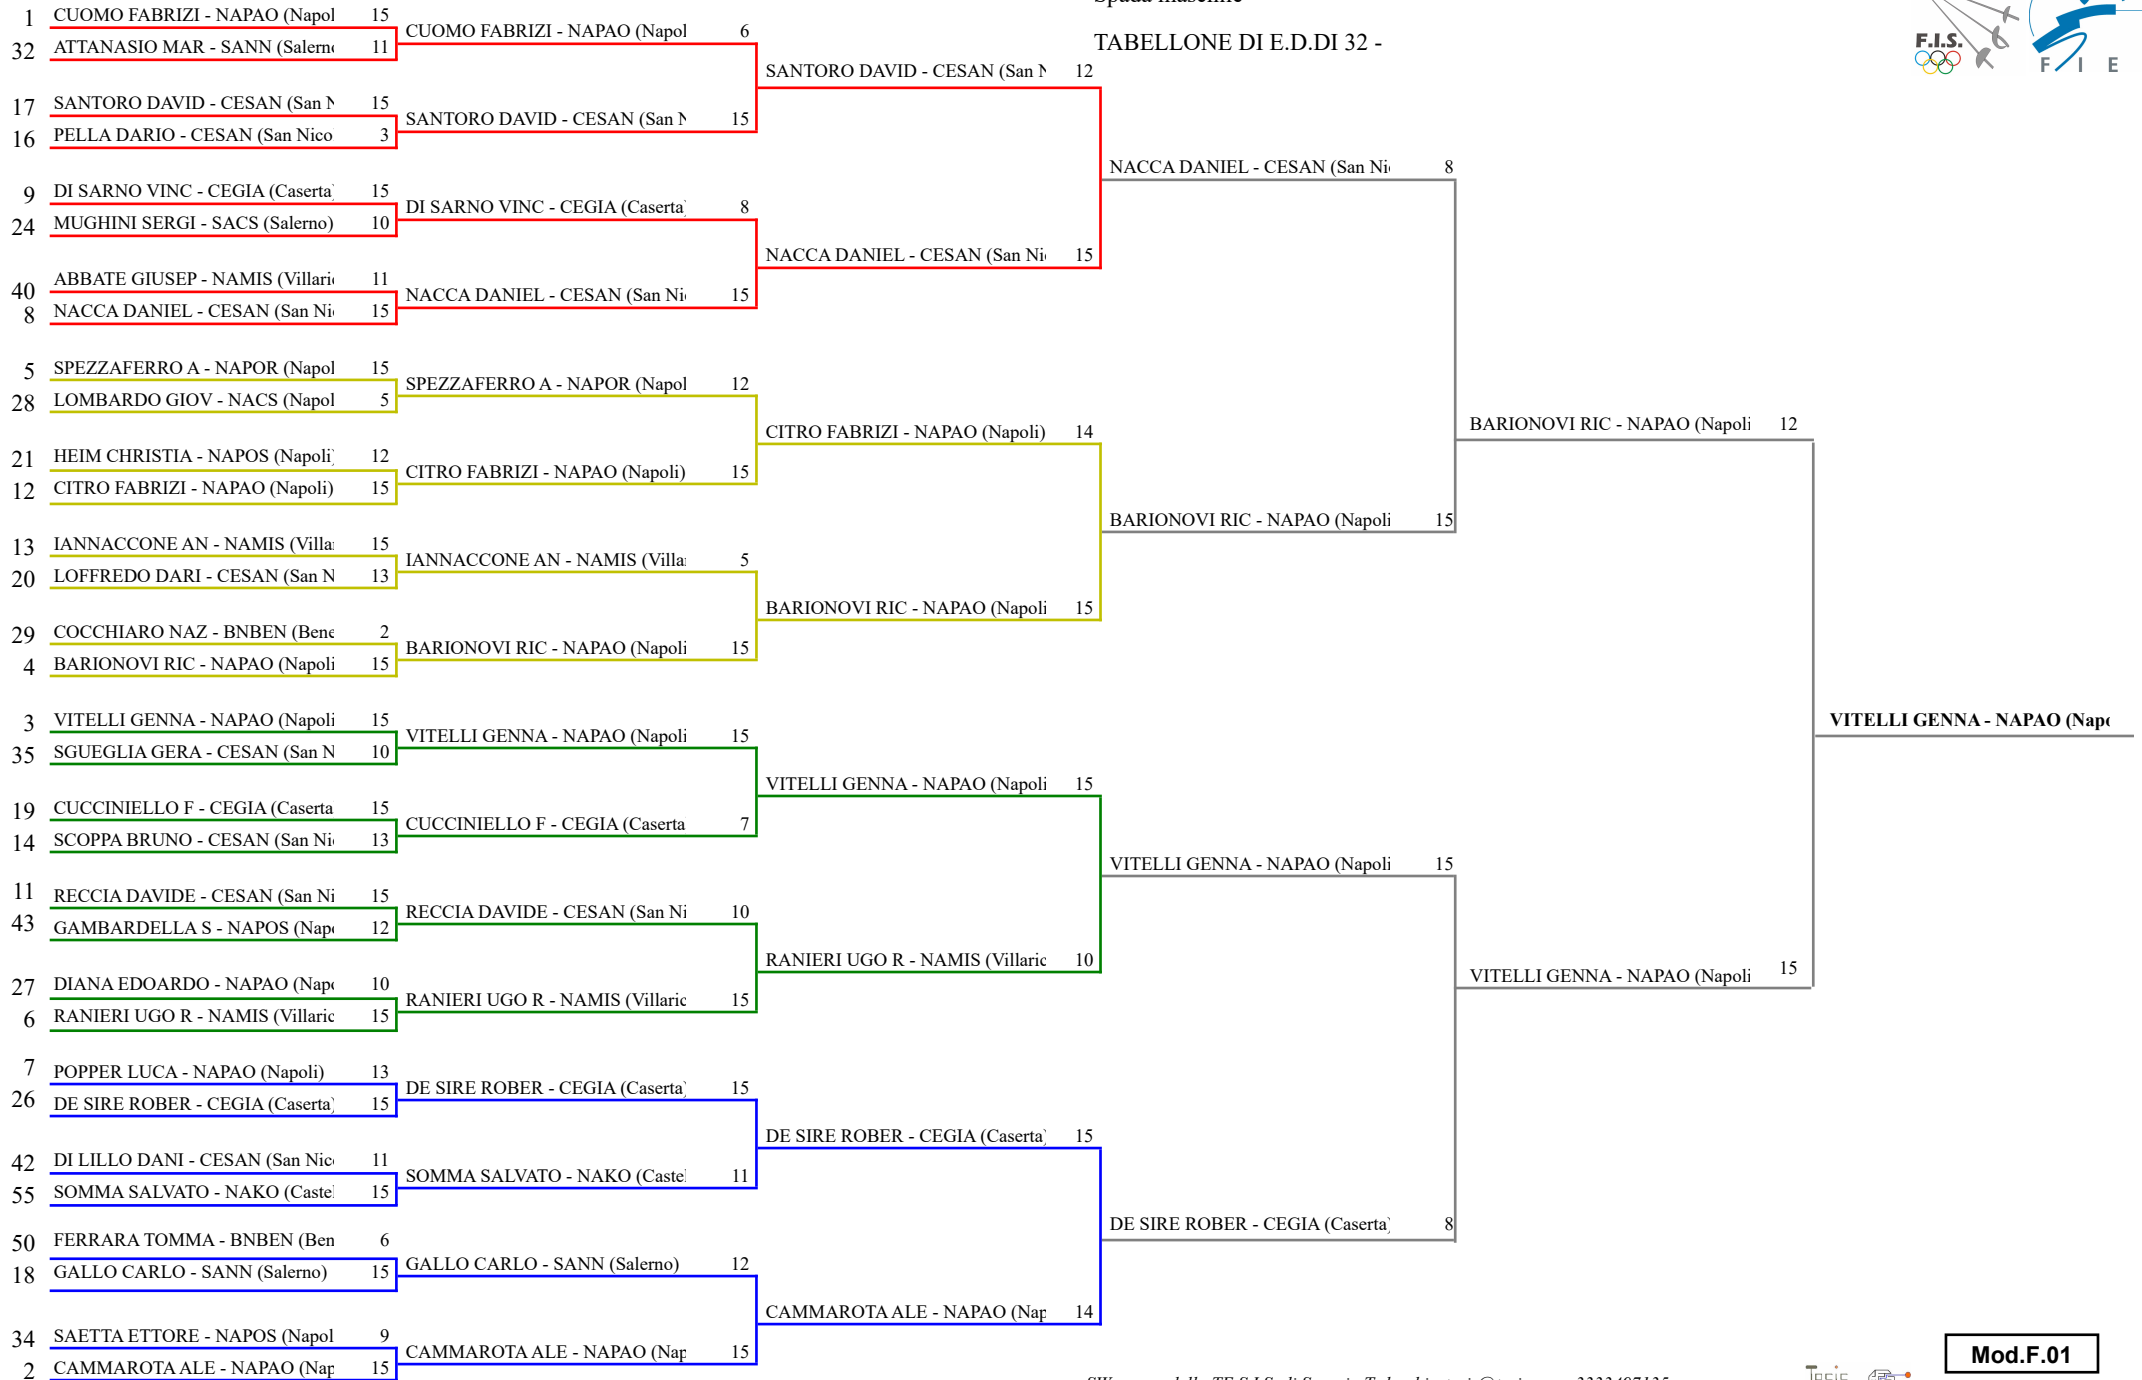 TABELLONE DI E.D.DI 32 -
F.I.S.
F I E
1 CUOMO FABRIZI - NAPAO (Napol 15
32 ATTANASIO MAR - SANN (Salern 11
17 SANTORO DAVID - CESAN (San N 15
16 PELLA DARIO - CESAN (San Nico 3
9 DI SARNO VINC - CEGIA (Caserta) 15
24 MUGHINI SERGI - SACS (Salerno) 10
40 ABBATE GIUSEP - NAMIS (Villari 11
8 NACCA DANIEL - CESAN (San Ni 15
5 SPEZZAFERRO A - NAPOR (Napol 15
28 LOMBARDO GIOV - NACS (Napol 5
21 HEIM CHRISTIA - NAPOS (Napoli) 12
12 CITRO FABRIZI - NAPAO (Napoli) 15
13 IANNACCONE AN - NAMIS (Villa 15
20 LOFFREDO DARI - CESAN (San N 13
29 COCCHIARO NAZ - BNBEN (Bene 2
4 BARIONOVI RIC - NAPAO (Napoli 15
3 VITELLI GENNA - NAPAO (Napoli 15
35 SGUEGLIA GERA - CESAN (San N 10
19 CUCCINIELLO F - CEGIA (Caserta 15
14 SCOPPA BRUNO - CESAN (San Ni 13
11 RECCIA DAVIDE - CESAN (San Ni 15
43 GAMBARDELLA S - NAPOS (Nap 12
27 DIANA EDOARDO - NAPAO (Nap 10
6 RANIERI UGO R - NAMIS (Villaric 15
7 POPPER LUCA - NAPAO (Napoli) 13
26 DE SIRE ROBER - CEGIA (Caserta) 15
42 DI LILLO DANI - CESAN (San Nic 11
55 SOMMA SALVATO - NAKO (Castel 15
50 FERRARA TOMMA - BNBEN (Ben 6
18 GALLO CARLO - SANN (Salerno) 15
34 SAETTA ETTORE - NAPOS (Napol 9
2 CAMMAROTA ALE - NAPAO (Nap 15
CUOMO FABRIZI - NAPAO (Napol 6
SANTORO DAVID - CESAN (San N 15
DI SARNO VINC - CEGIA (Caserta) 8
NACCA DANIEL - CESAN (San Ni 15
SPEZZAFERRO A - NAPOR (Napol 12
CITRO FABRIZI - NAPAO (Napoli) 15
IANNACCONE AN - NAMIS (Villa 5
BARIONOVI RIC - NAPAO (Napoli 15
VITELLI GENNA - NAPAO (Napoli 15
CUCCINIELLO F - CEGIA (Caserta 7
RECCIA DAVIDE - CESAN (San Ni 10
RANIERI UGO R - NAMIS (Villaric 15
DE SIRE ROBER - CEGIA (Caserta) 15
SOMMA SALVATO - NAKO (Castel 11
GALLO CARLO - SANN (Salerno) 12
CAMMAROTA ALE - NAPAO (Nap 15
SANTORO DAVID - CESAN (San N 12
NACCA DANIEL - CESAN (San Ni 15
CITRO FABRIZI - NAPAO (Napoli) 14
BARIONOVI RIC - NAPAO (Napoli 15
VITELLI GENNA - NAPAO (Napoli 15
RANIERI UGO R - NAMIS (Villaric 10
DE SIRE ROBER - CEGIA (Caserta) 15
CAMMAROTA ALE - NAPAO (Nap 14
NACCA DANIEL - CESAN (San Ni 8
BARIONOVI RIC - NAPAO (Napoli 15
VITELLI GENNA - NAPAO (Napoli 15
DE SIRE ROBER - CEGIA (Caserta) 8
BARIONOVI RIC - NAPAO (Napoli 12
VITELLI GENNA - NAPAO (Napoli 15
VITELLI GENNA - NAPAO (Napo
Mod.F.01